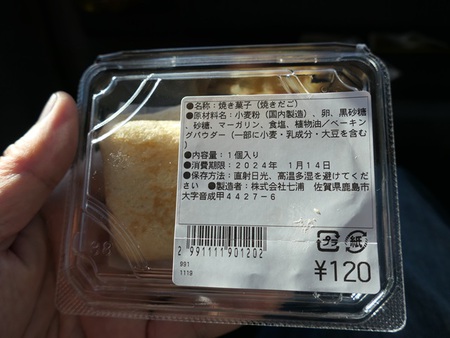 ●名称：焼き菓子（焼きだご）
●原材料名：小麦粉（国内製造）、卵、黒砂糖
、砂糖、マーガリン、食塩、植物油／ベーキン
グパウダー（一部に小麦・乳成分・大豆を含む
）
●内容量：１個入り
●消費期限：２０２４年　１月１４日
●保存方法：直射日光、高温多湿を避けてくださ
い　●製造者：株式会社七浦　佐賀県鹿島市
大字音成甲４４２７－６
2 991111 901202
991
1119
プラ 紙
¥120